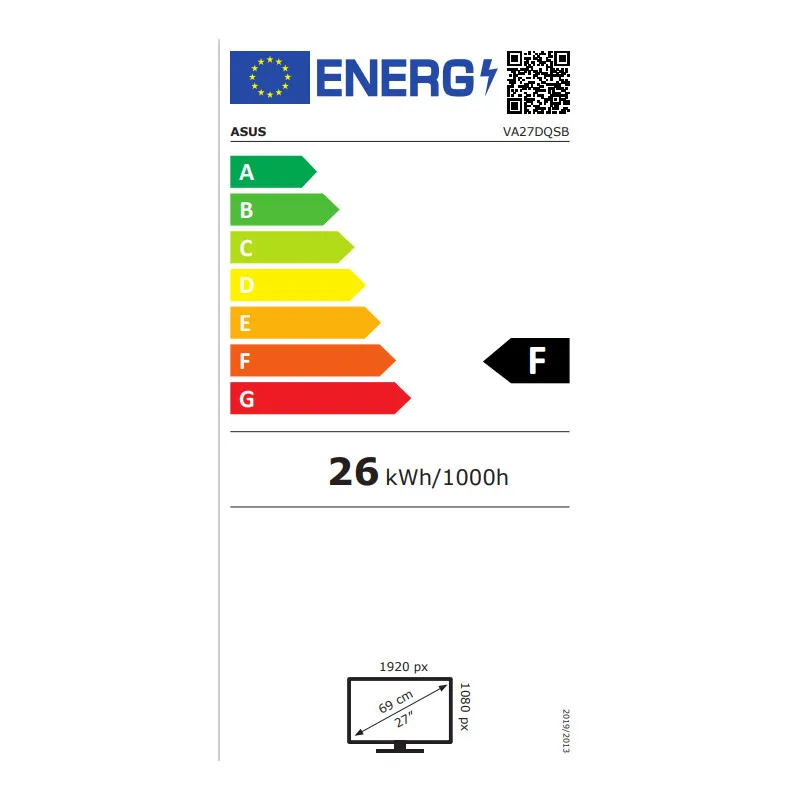 ENERG
ASUS VA27DQSB
A
B
C
D
E
F
F
G
26 kWh/1000h
1920 px
69 cm
27″
1080 px
2019/2013